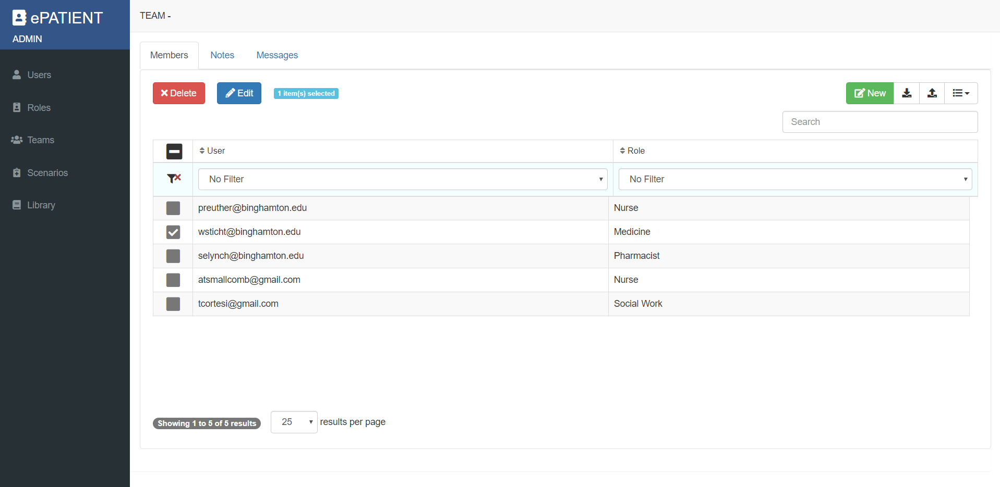 ePATIENT
ADMIN
Users
Roles
Teams
Scenarios
Library
TEAM -
Members Notes Messages
Delete Edit 1 item(s) selected New
Search
User Role
No Filter No Filter
preuther@binghamton.edu Nurse
wsticht@binghamton.edu Medicine
selynch@binghamton.edu Pharmacist
atsmallcomb@gmail.com Nurse
tcortesi@gmail.com Social Work
Showing 1 to 5 of 5 results 25 results per page